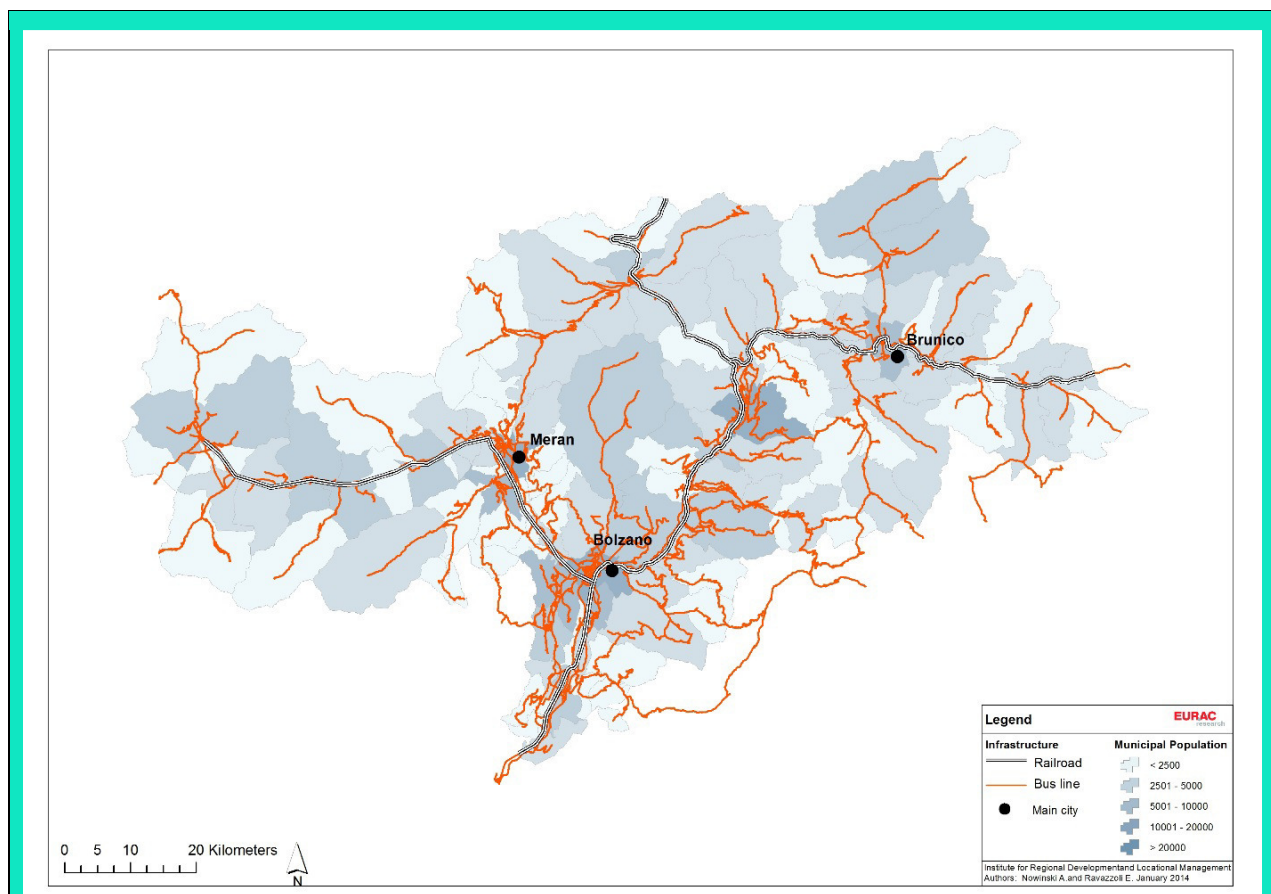 Brunico
Meran
Bolzano
Legend
EURAC
research
Infrastructure
Railroad
Bus line
Main city
Municipal Population
< 2500
2501 - 5000
5001 - 10000
10001 - 20000
> 20000
0 5 10 20 Kilometers
N
Institute for Regional Developmentand Locational Management
Authors: Nowinski A.and Ravazzoli E. January 2014